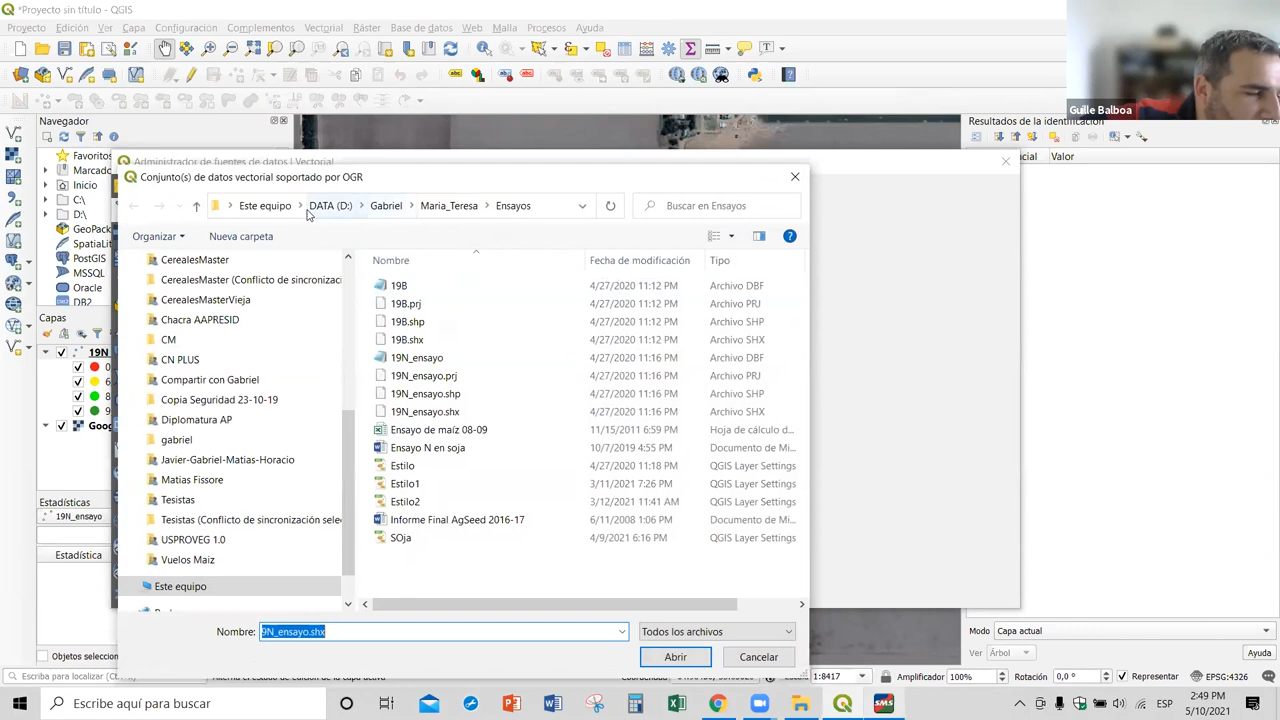 *Proyecto sin título - QGIS
Proyecto Edición Ver Capa Configuración Complementos Vectorial Ráster Base de datos Web Malla Procesos Ayuda
Guille Balboa
Navegador
Resultados de la identificación
Favoritos
Marcado
Inicio
C:\
D:\
GeoPack
SpatiaLit
PostGIS
MSSQL
Oracle
DB2
Valor
Administrador de fuentes de datos | Vectorial
Conjunto(s) de datos vectorial soportado por OGR
Este equipo DATA (D:) Gabriel Maria_Teresa Ensayos
Buscar en Ensayos
Organizar Nueva carpeta
Nombre Fecha de modificación Tipo
CerealesMaster
CerealesMaster (Conflicto de sincronizaci
CerealesMasterVieja
Chacra AAPRESID
CM
CN PLUS
Compartir con Gabriel
Copia Seguridad 23-10-19
Diplomatura AP
gabriel
Javier-Gabriel-Matias-Horacio
Matias Fissore
Tesistas
Tesistas (Conflicto de sincronización sele
USPROVEG 1.0
Vuelos Maiz
Este equipo
19B 4/27/2020 11:12 PM Archivo DBF
19B.prj 4/27/2020 11:12 PM Archivo PRJ
19B.shp 4/27/2020 11:12 PM Archivo SHP
19B.shx 4/27/2020 11:12 PM Archivo SHX
19N_ensayo 4/27/2020 11:16 PM Archivo DBF
19N_ensayo.prj 4/27/2020 11:16 PM Archivo PRJ
19N_ensayo.shp 4/27/2020 11:16 PM Archivo SHP
19N_ensayo.shx 4/27/2020 11:16 PM Archivo SHX
Ensayo de maíz 08-09 11/15/2011 6:59 PM Hoja de cálculo d...
Ensayo N en soja 10/7/2019 4:55 PM Documento de Mi...
Estilo 4/27/2020 11:18 PM QGIS Layer Settings
Estilo1 3/11/2021 7:26 PM QGIS Layer Settings
Estilo2 3/12/2021 11:41 AM QGIS Layer Settings
Informe Final AgSeed 2016-17 6/11/2008 1:06 PM Documento de Mi...
SOja 4/9/2021 6:16 PM QGIS Layer Settings
Nombre: 9N_ensayo.shx Todos los archivos
Abrir Cancelar
Capas
19N
0
6
8
9
Goog
Estadísticas
19N_ensayo
Estadística
Objetos seleccion
Modo Capa actual
Ver Árbol Ayuda
Escriba para localizar (Ctrl
1:8417 Amplificador 100% Rotación 0,0 ° Representar EPSG:4326
Escribe aquí para buscar
SMS
ESP
2:49 PM
5/10/2021